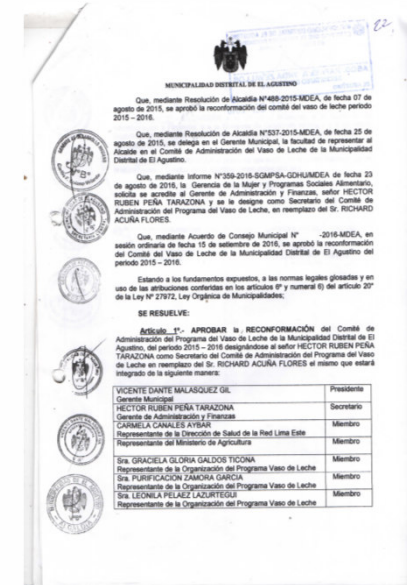 22
MUNICIPALIDAD DISTRITAL DE EL AGUSTINO
Que, mediante Resolución de Alcaldía N°488-2015-MDEA, de fecha 07 de
agosto de 2015, se aprobó la reconformación del comité del vaso de leche periodo
2015 – 2016.
Que, mediante Resolución de Alcaldía N°537-2015-MDEA, de fecha 25 de
agosto de 2015, se delega en el Gerente Municipal, la facultad de representar al
Alcalde en el Comité de Administración del Vaso de Leche de la Municipalidad
Distrital de El Agustino.
Que, mediante Informe N°359-2016-SGMPSA-GDHU/MDEA de fecha 23
de agosto de 2016, la Gerencia de la Mujer y Programas Sociales Alimentario,
solicita se acredite al Gerente de Administración y Finanzas, señor HECTOR
RUBEN PEÑA TARAZONA y se le designe como Secretario del Comité de
Administración del Programa del Vaso de Leche, en reemplazo del Sr. RICHARD
ACUÑA FLORES.
Que, mediante Acuerdo de Consejo Municipal N° -2016-MDEA, en
sesión ordinaria de fecha 15 de setiembre de 2016, se aprobó la reconformación
del Comité del Vaso de Leche de la Municipalidad Distrital de El Agustino del
periodo 2015 – 2016.
Estando a los fundamentos expuestos, a las normas legales glosadas y en
uso de las atribuciones conferidas en los artículos 6º y numeral 6) del artículo 20°
de la Ley Nº 27972, Ley Orgánica de Municipalidades;
SE RESUELVE:
Artículo 1º.- APROBAR la RECONFORMACIÓN del Comité de
Administración del Programa del Vaso de Leche de la Municipalidad Distrital de El
Agustino, del periodo 2015 – 2016 designándose al señor HECTOR RUBEN PEÑA
TARAZONA como Secretario del Comité de Administración del Programa del Vaso
de Leche en reemplazo del Sr. RICHARD ACUÑA FLORES el mismo que estará
integrado de la siguiente manera:
VICENTE DANTE MALASQUEZ GIL Presidente
Gerente Municipal
HECTOR RUBEN PEÑA TARAZONA Secretario
Gerente de Administración y Finanzas
CARMELA CANALES AYBAR Miembro
Representante de la Dirección de Salud de la Red Lima Este
Representante del Ministerio de Agricultura Miembro
Sra. GRACIELA GLORIA GALDOS TICONA Miembro
Representante de la Organización del Programa Vaso de Leche
Sra. PURIFICACION ZAMORA GARCIA Miembro
Representante de la Organización del Programa Vaso de Leche
Sra. LEONILA PELAEZ LAZURTEGUI Miembro
Representante de la Organización del Programa Vaso de Leche